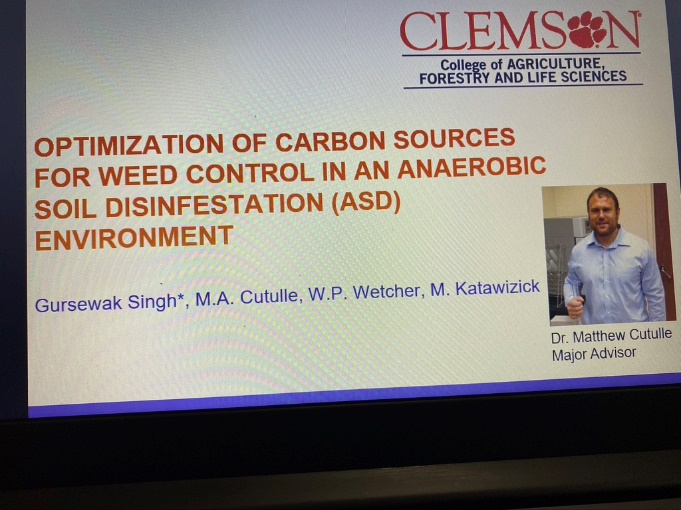 CLEMSON
College of AGRICULTURE,
FORESTRY AND LIFE SCIENCES
OPTIMIZATION OF CARBON SOURCES
FOR WEED CONTROL IN AN ANAEROBIC
SOIL DISINFESTATION (ASD)
ENVIRONMENT
Gursewak Singh*, M.A. Cutulle, W.P. Wetcher, M. Katawizick
Dr. Matthew Cutulle
Major Advisor